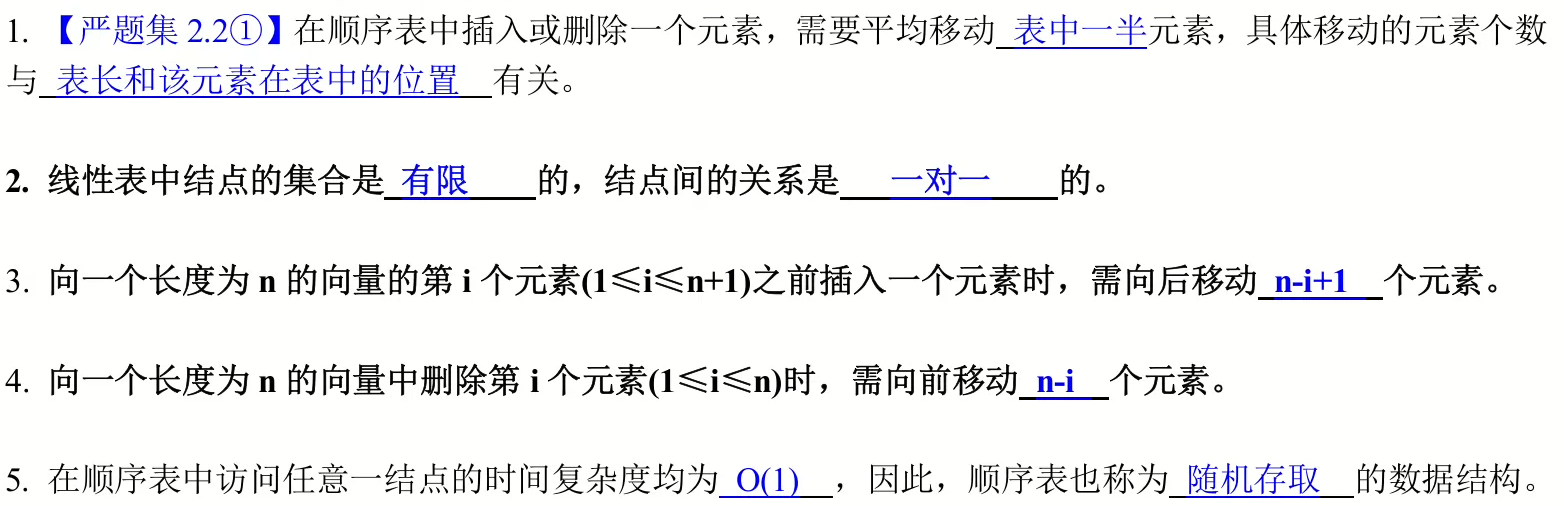 1. 【严题集 2.2①】在顺序表中插入或删除一个元素，需要平均移动 表中一半元素，具体移动的元素个数
与 表长和该元素在表中的位置 有关。
2. 线性表中结点的集合是 有限 的，结点间的关系是 一对一 的。
3. 向一个长度为 n 的向量的第 i 个元素(1≤i≤n+1)之前插入一个元素时，需向后移动 n-i+1 个元素。
4. 向一个长度为 n 的向量中删除第 i 个元素(1≤i≤n)时，需向前移动 n-i 个元素。
5. 在顺序表中访问任意一结点的时间复杂度均为 O(1) ，因此，顺序表也称为 随机存取 的数据结构。